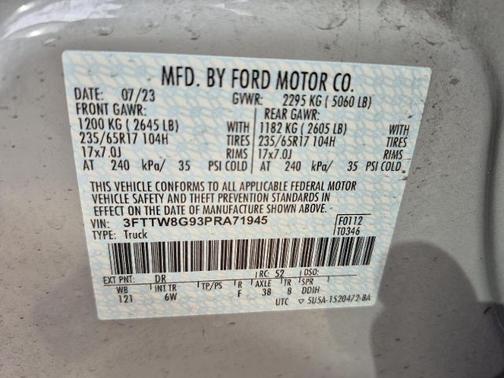 MFD. BY FORD MOTOR CO.
DATE: 07/23 GVWR: 2295 KG ( 5060 LB)
FRONT GAWR: REAR GAWR:
1200 KG ( 2645 LB) WITH 1182 KG ( 2605 LB) WITH
235/65R17 104H TIRES 235/65R17 104H TIRES
17x7.0J RIMS 17x7.0J RIMS
AT 240 kPa/ 35 PSI COLD AT 240 kPa/ 35 PSI COLD
THIS VEHICLE CONFORMS TO ALL APPLICABLE FEDERAL MOTOR
VEHICLE SAFETY AND THEFT PREVENTION STANDARDS IN
EFFECT ON THE DATE OF MANUFACTURE SHOWN ABOVE.
VIN: 3FTTW8G93PRA71945 F0112
TYPE: Truck T0346
EXT PNT: DR RC: 52 DSO:
WB INT TR TP/PS R AXLE TR SPR
121 6W F 38 8 DDIH
UTC 5U5A-1520472-BA